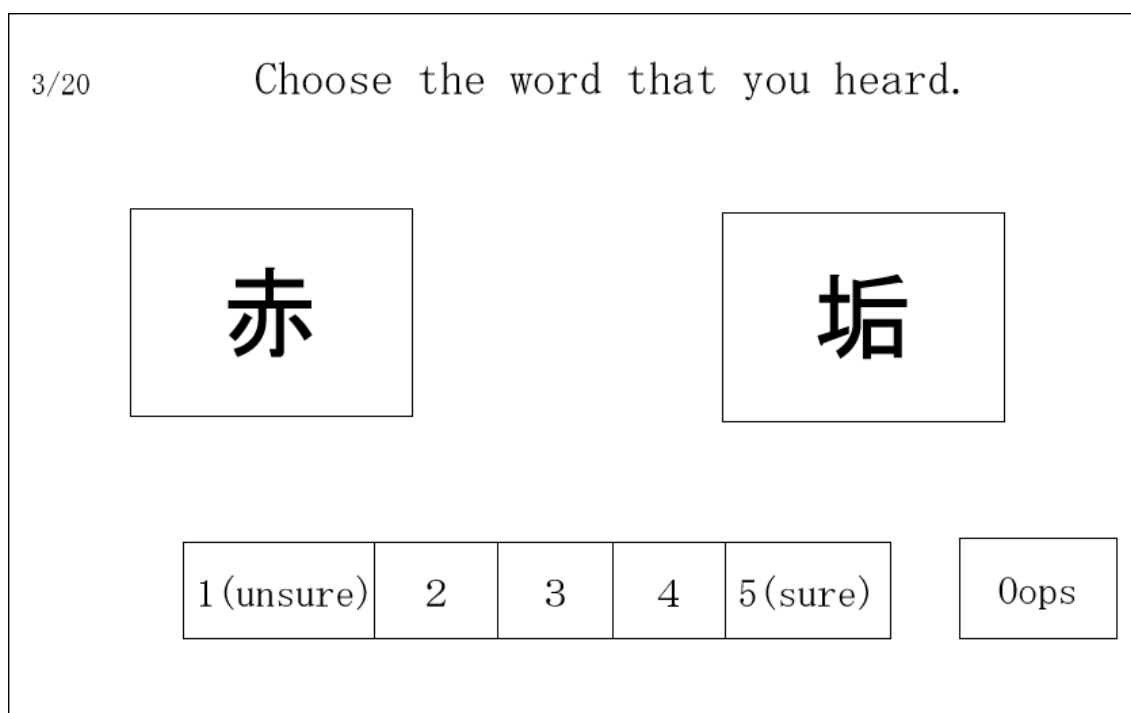 3/20
Choose the word that you heard.
赤
垢
1(unsure) 2 3 4 5(sure)
Oops